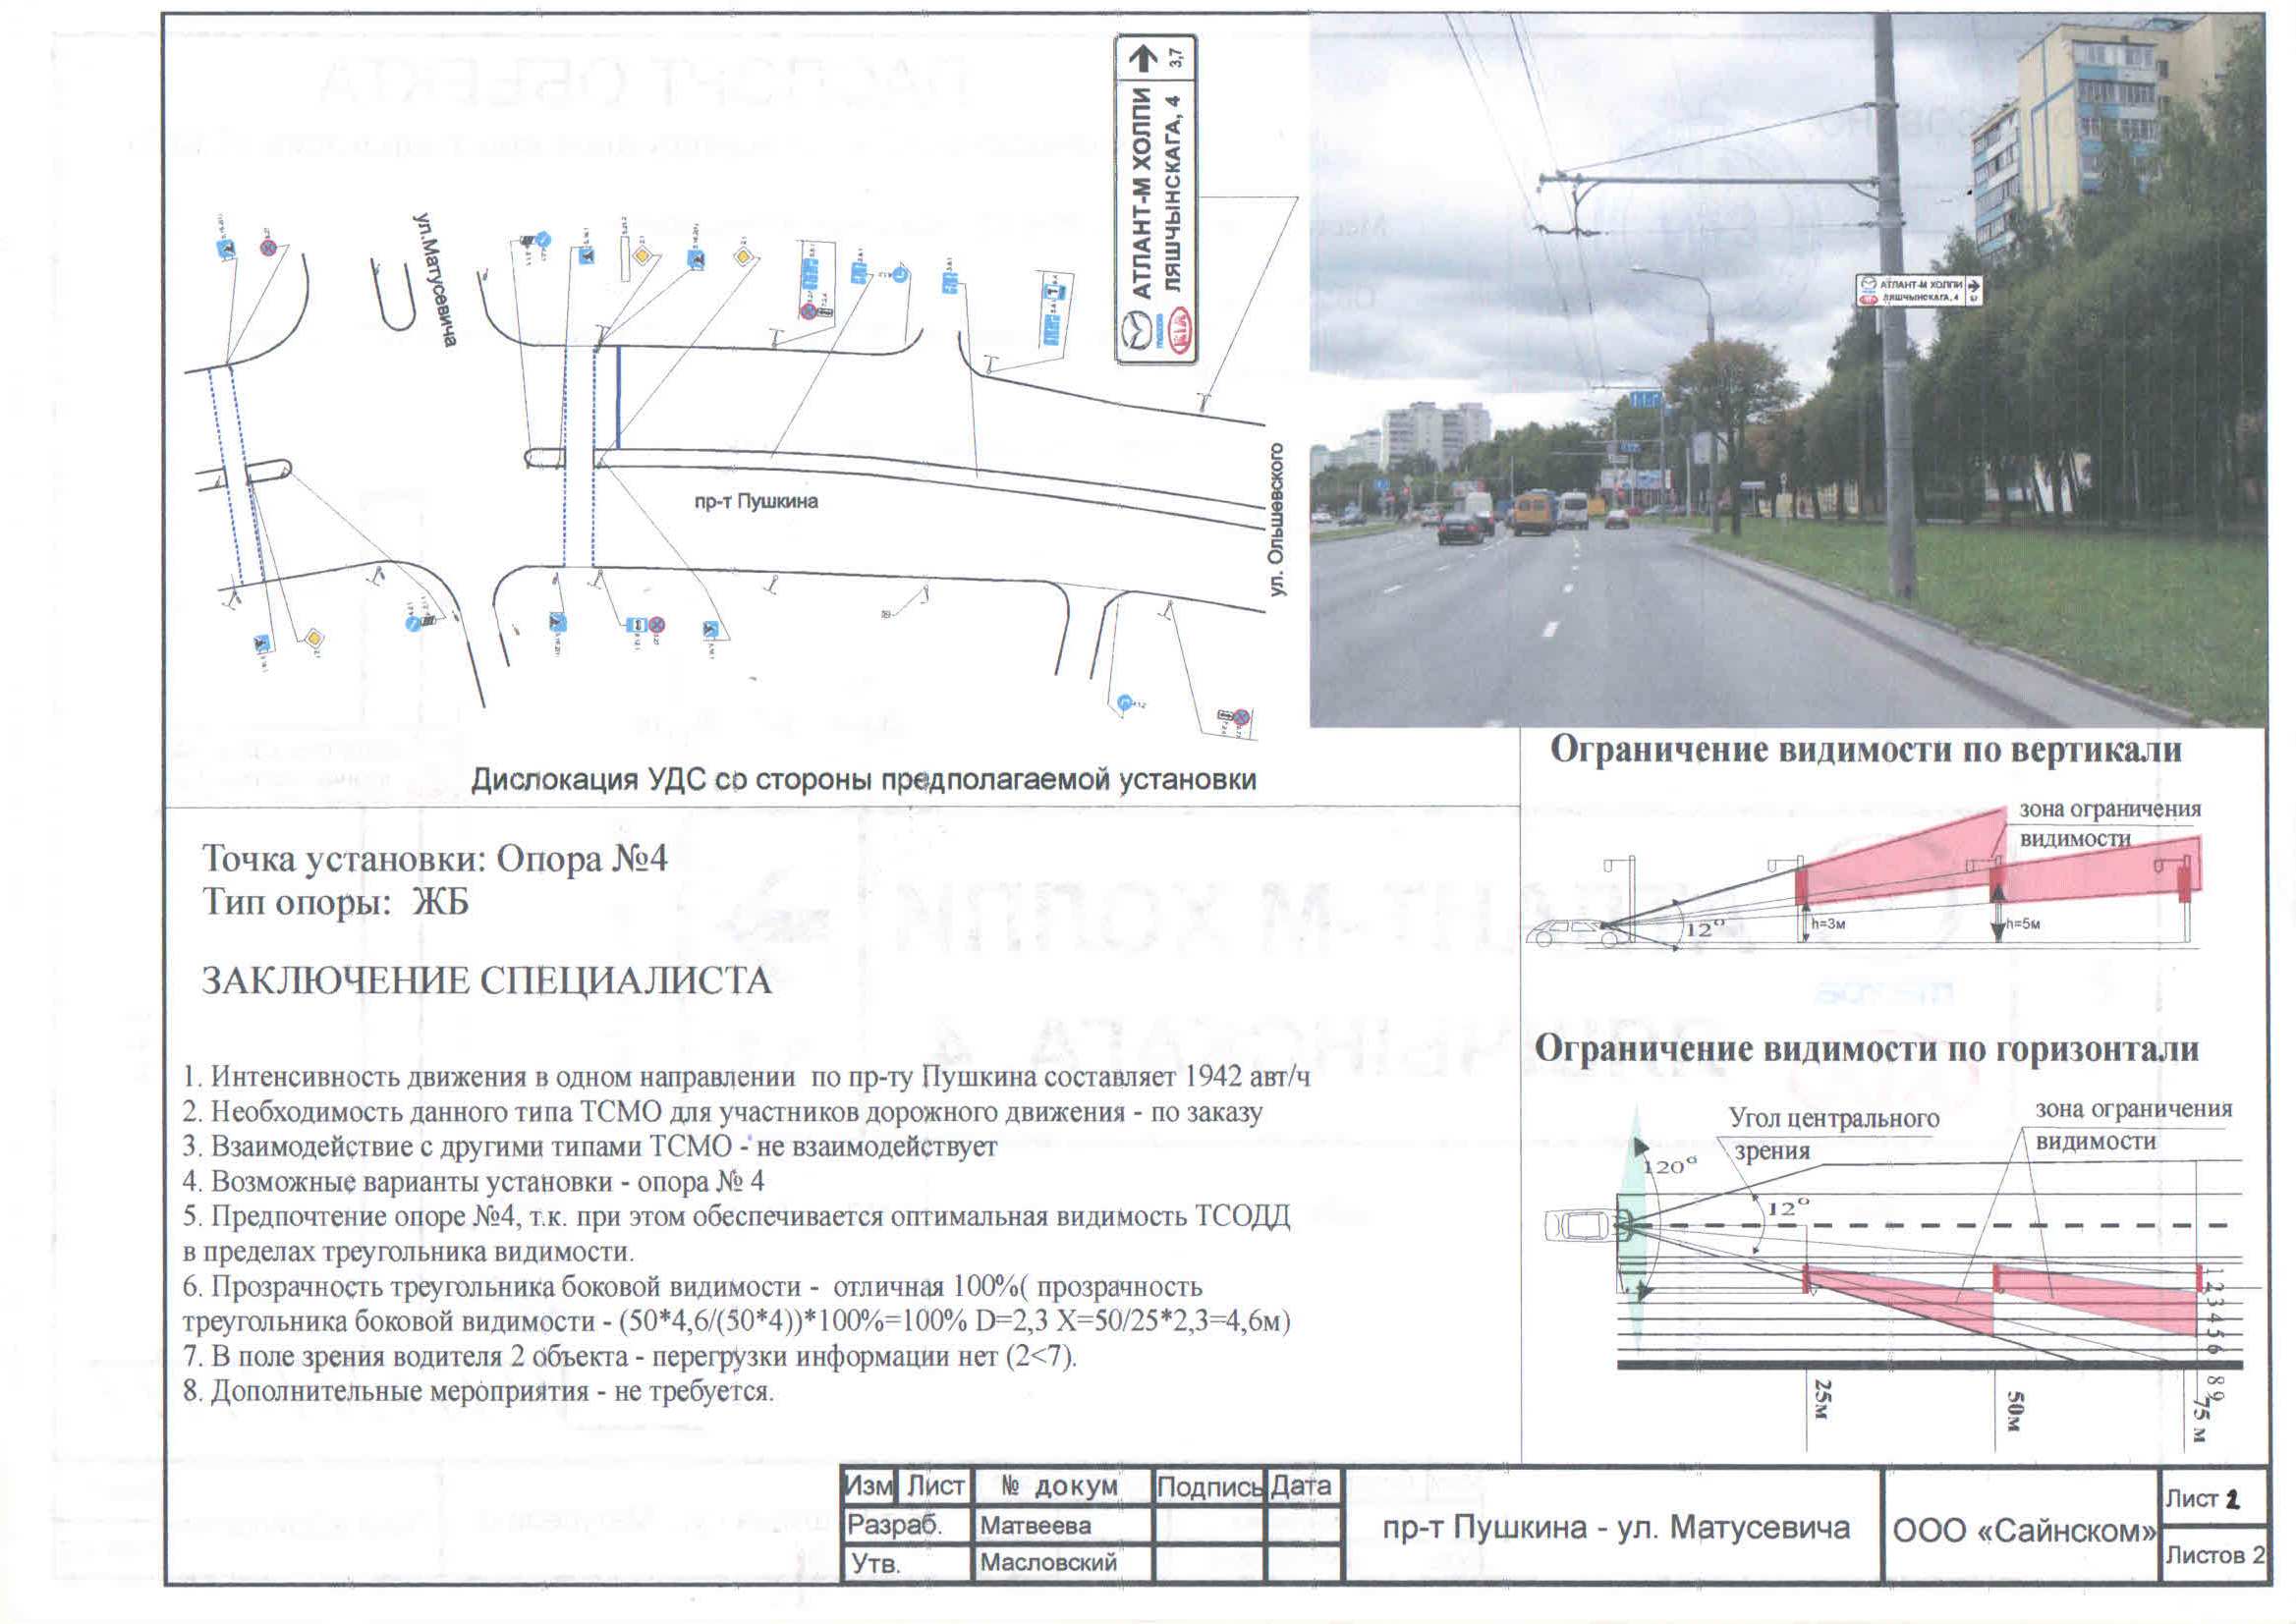 АТЛАНТ-М ХОЛПИ
3,7
ЛЯШЧЫНСКАГА, 4
mazda
KIA
ул.Матусевича
пр-т Пушкина
ул. Ольшевского
Дислокация УДС со стороны предполагаемой установки
АТЛАНТ-М ХОЛПИ
ЛЯШЧЫНСКАГА, 4
Точка установки: Опора №4
Тип опоры: ЖБ
ЗАКЛЮЧЕНИЕ СПЕЦИАЛИСТА
1. Интенсивность движения в одном направлении по пр-ту Пушкина составляет 1942 авт/ч
2. Необходимость данного типа ТСМО для участников дорожного движения - по заказу
3. Взаимодействие с другими типами ТСМО - не взаимодействует
4. Возможные варианты установки - опора № 4
5. Предпочтение опоре №4, т.к. при этом обеспечивается оптимальная видимость ТСОДД
в пределах треугольника видимости.
6. Прозрачность треугольника боковой видимости - отличная 100%( прозрачность
треугольника боковой видимости - (50*4,6/(50*4))*100%=100% D=2,3 X=50/25*2,3=4,6м)
7. В поле зрения водителя 2 объекта - перегрузки информации нет (2<7).
8. Дополнительные мероприятия - не требуется.
Ограничение видимости по вертикали
зона ограничения
видимости
12°
h=3м
h=5м
Ограничение видимости по горизонтали
Угол центрального
зрения
зона ограничения
видимости
120°
12°
1 2 3 4 5 6 8 9
25м
50м
75 м
Изм Лист № докум Подпись Дата
Разраб. Матвеева
Утв. Масловский
пр-т Пушкина - ул. Матусевича
ООО «Сайнском»
Лист 2
Листов 2